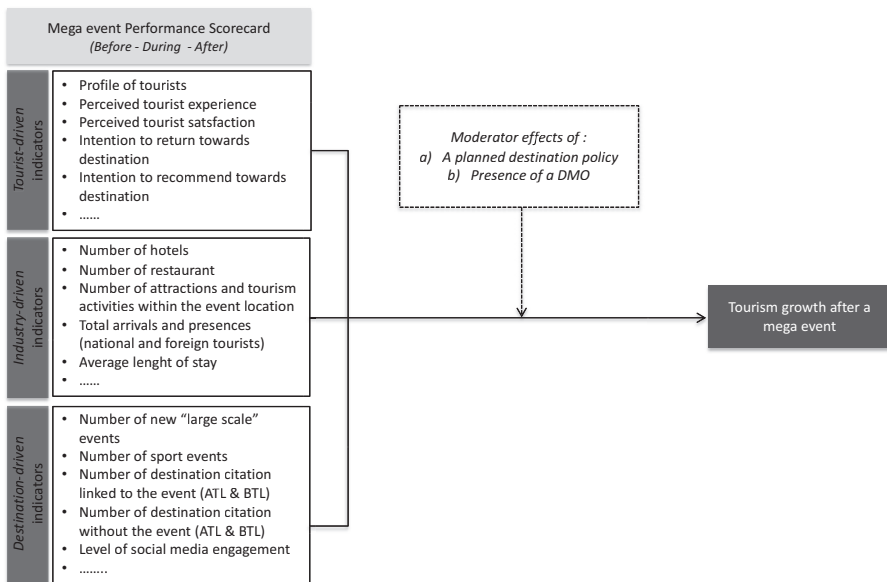 Mega event Performance Scorecard
(Before - During - After)
Tourist-driven
indicators
• Profile of tourists
• Perceived tourist experience
• Perceived tourist satsfaction
• Intention to return towards
destination
• Intention to recommend towards
destination
• ......
Industry-driven
indicators
• Number of hotels
• Number of restaurant
• Number of attractions and tourism
activities within the event location
• Total arrivals and presences
(national and foreign tourists)
• Average lenght of stay
• ......
Destination-driven
indicators
• Number of new “large scale”
events
• Number of sport events
• Number of destination citation
linked to the event (ATL & BTL)
• Number of destination citation
without the event (ATL & BTL)
• Level of social media engagement
• ........
Moderator effects of :
a) A planned destination policy
b) Presence of a DMO
Tourism growth after a
mega event